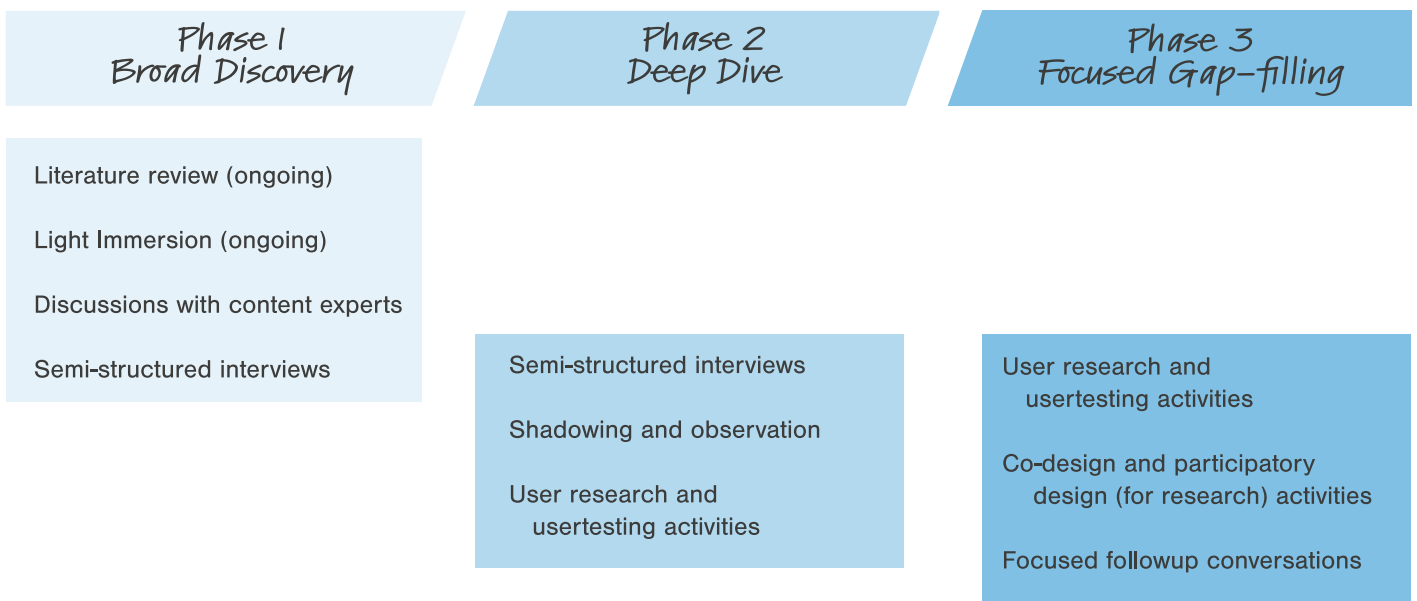 Phase 1
Broad Discovery
Literature review (ongoing)
Light Immersion (ongoing)
Discussions with content experts
Semi-structured interviews
Phase 2
Deep Dive
Semi-structured interviews
Shadowing and observation
User research and
usertesting activities
Phase 3
Focused Gap-filling
User research and
usertesting activities
Co-design and participatory
design (for research) activities
Focused followup conversations